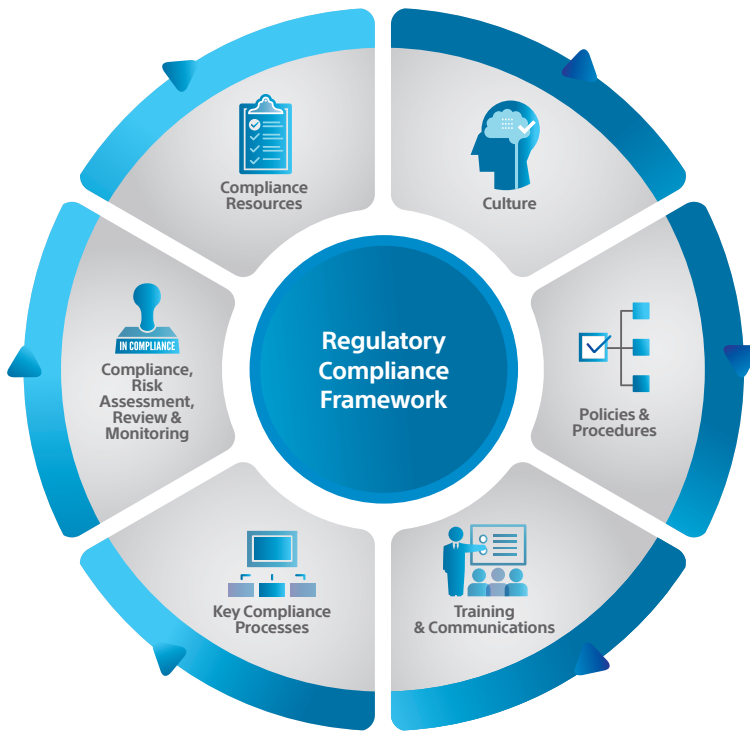 Compliance
Resources
Culture
IN COMPLIANCE
Compliance,
Risk
Assessment,
Review &
Monitoring
Regulatory
Compliance
Framework
Policies &
Procedures
Key Compliance
Processes
Training
& Communications